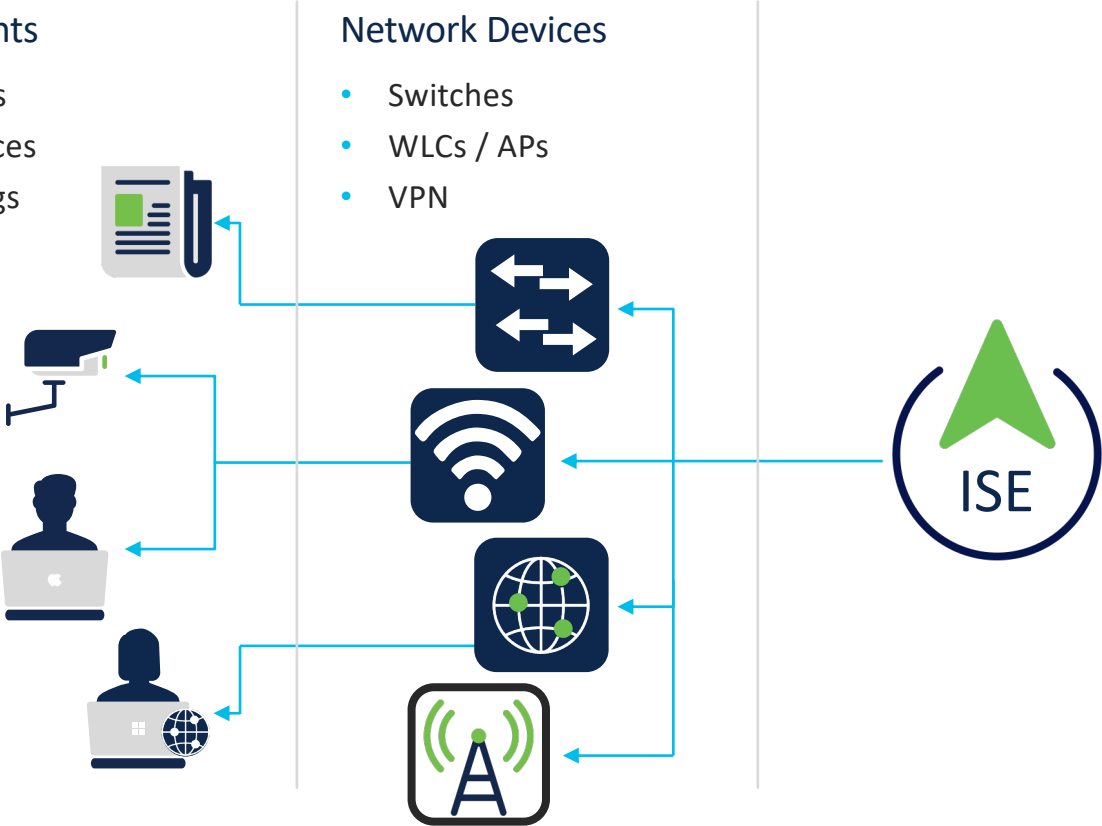 nts
Network Devices
s
• Switches
ces
• WLCs / APs
gs
• VPN
ISE